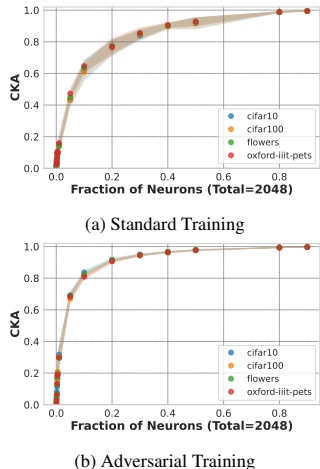 1.0
0.8
0.6
0.4
0.2
0.0
CKA
cifar10
cifar100
flowers
oxford-iiit-pets
0.0 0.2 0.4 0.6 0.8
Fraction of Neurons (Total=2048)
(a) Standard Training
1.0
0.8
0.6
0.4
0.2
0.0
CKA
cifar10
cifar100
flowers
oxford-iiit-pets
0.0 0.2 0.4 0.6 0.8
Fraction of Neurons (Total=2048)
(b) Adversarial Training